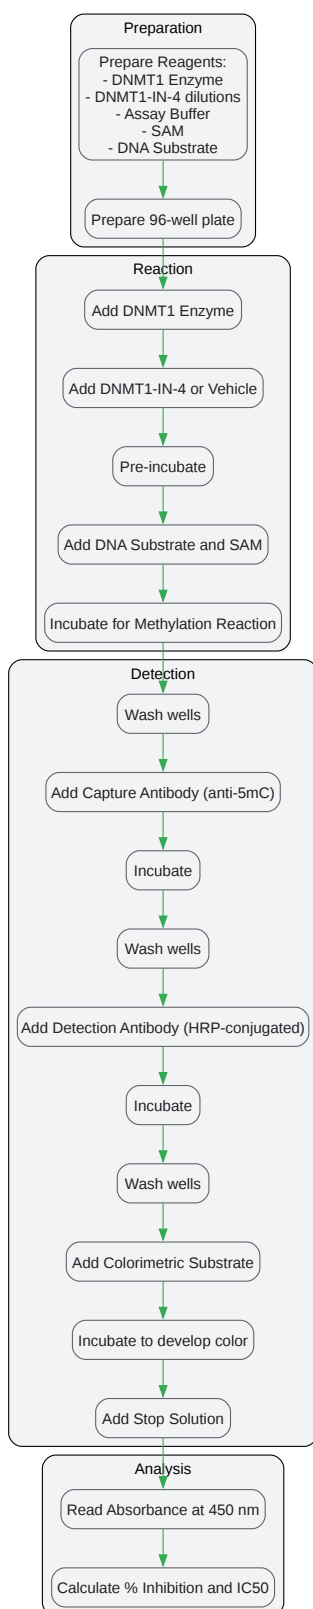 Preparation
Prepare Reagents:
- DNMT1 Enzyme
- DNMT1-IN-4 dilutions
- Assay Buffer
- SAM
- DNA Substrate
Prepare 96-well plate
Reaction
Add DNMT1 Enzyme
Add DNMT1-IN-4 or Vehicle
Pre-incubate
Add DNA Substrate and SAM
Incubate for Methylation Reaction
Detection
Wash wells
Add Capture Antibody (anti-5mC)
Incubate
Wash wells
Add Detection Antibody (HRP-conjugated)
Incubate
Wash wells
Add Colorimetric Substrate
Incubate to develop color
Add Stop Solution
Analysis
Read Absorbance at 450 nm
Calculate % Inhibition and IC50